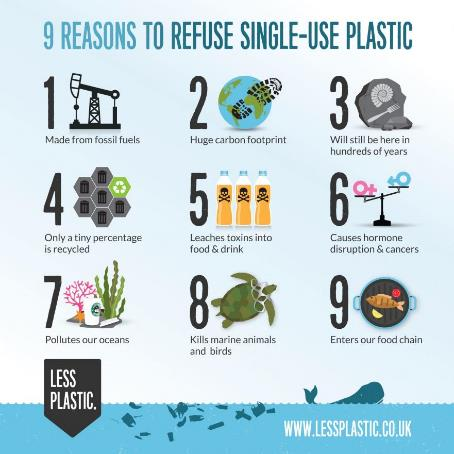 9 REASONS TO REFUSE SINGLE-USE PLASTIC
1
Made from fossil fuels
2
Huge carbon footprint
3
Will still be here in
hundreds of years
4
Only a tiny percentage
is recycled
5
Leaches toxins into
food & drink
6
Causes hormone
disruption & cancers
7
Pollutes our oceans
8
Kills marine animals
and birds
9
Enters our food chain
LESS
PLASTIC.
WWW.LESSPLASTIC.CO.UK